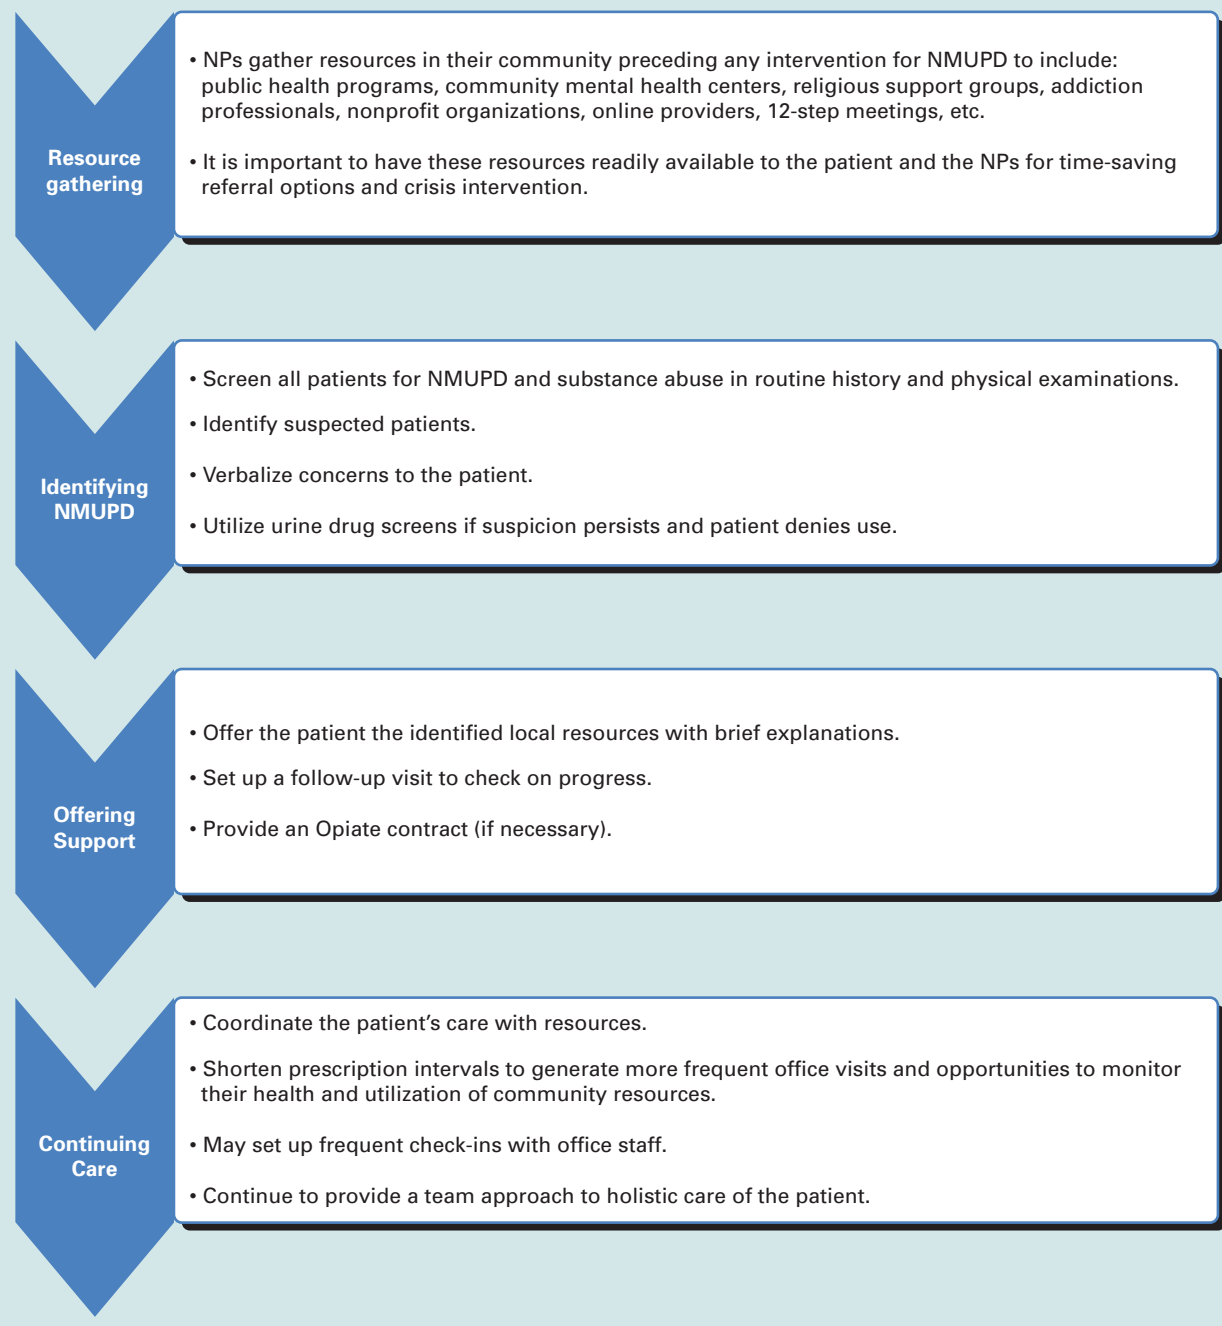 Resource
gathering
• NPs gather resources in their community preceding any intervention for NMUPD to include:
public health programs, community mental health centers, religious support groups, addiction
professionals, nonprofit organizations, online providers, 12-step meetings, etc.
• It is important to have these resources readily available to the patient and the NPs for time-saving
referral options and crisis intervention.
Identifying
NMUPD
• Screen all patients for NMUPD and substance abuse in routine history and physical examinations.
• Identify suspected patients.
• Verbalize concerns to the patient.
• Utilize urine drug screens if suspicion persists and patient denies use.
Offering
Support
• Offer the patient the identified local resources with brief explanations.
• Set up a follow-up visit to check on progress.
• Provide an Opiate contract (if necessary).
Continuing
Care
• Coordinate the patient’s care with resources.
• Shorten prescription intervals to generate more frequent office visits and opportunities to monitor
their health and utilization of community resources.
• May set up frequent check-ins with office staff.
• Continue to provide a team approach to holistic care of the patient.